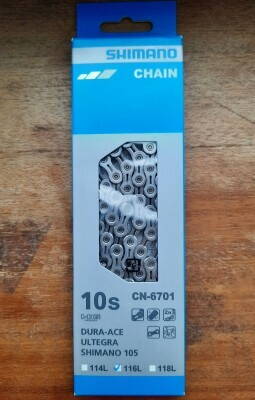 SHIMANO
CHAIN
10s
CN-6701
DURA-ACE
ULTEGRA
SHIMANO 105
114L 116L 118L